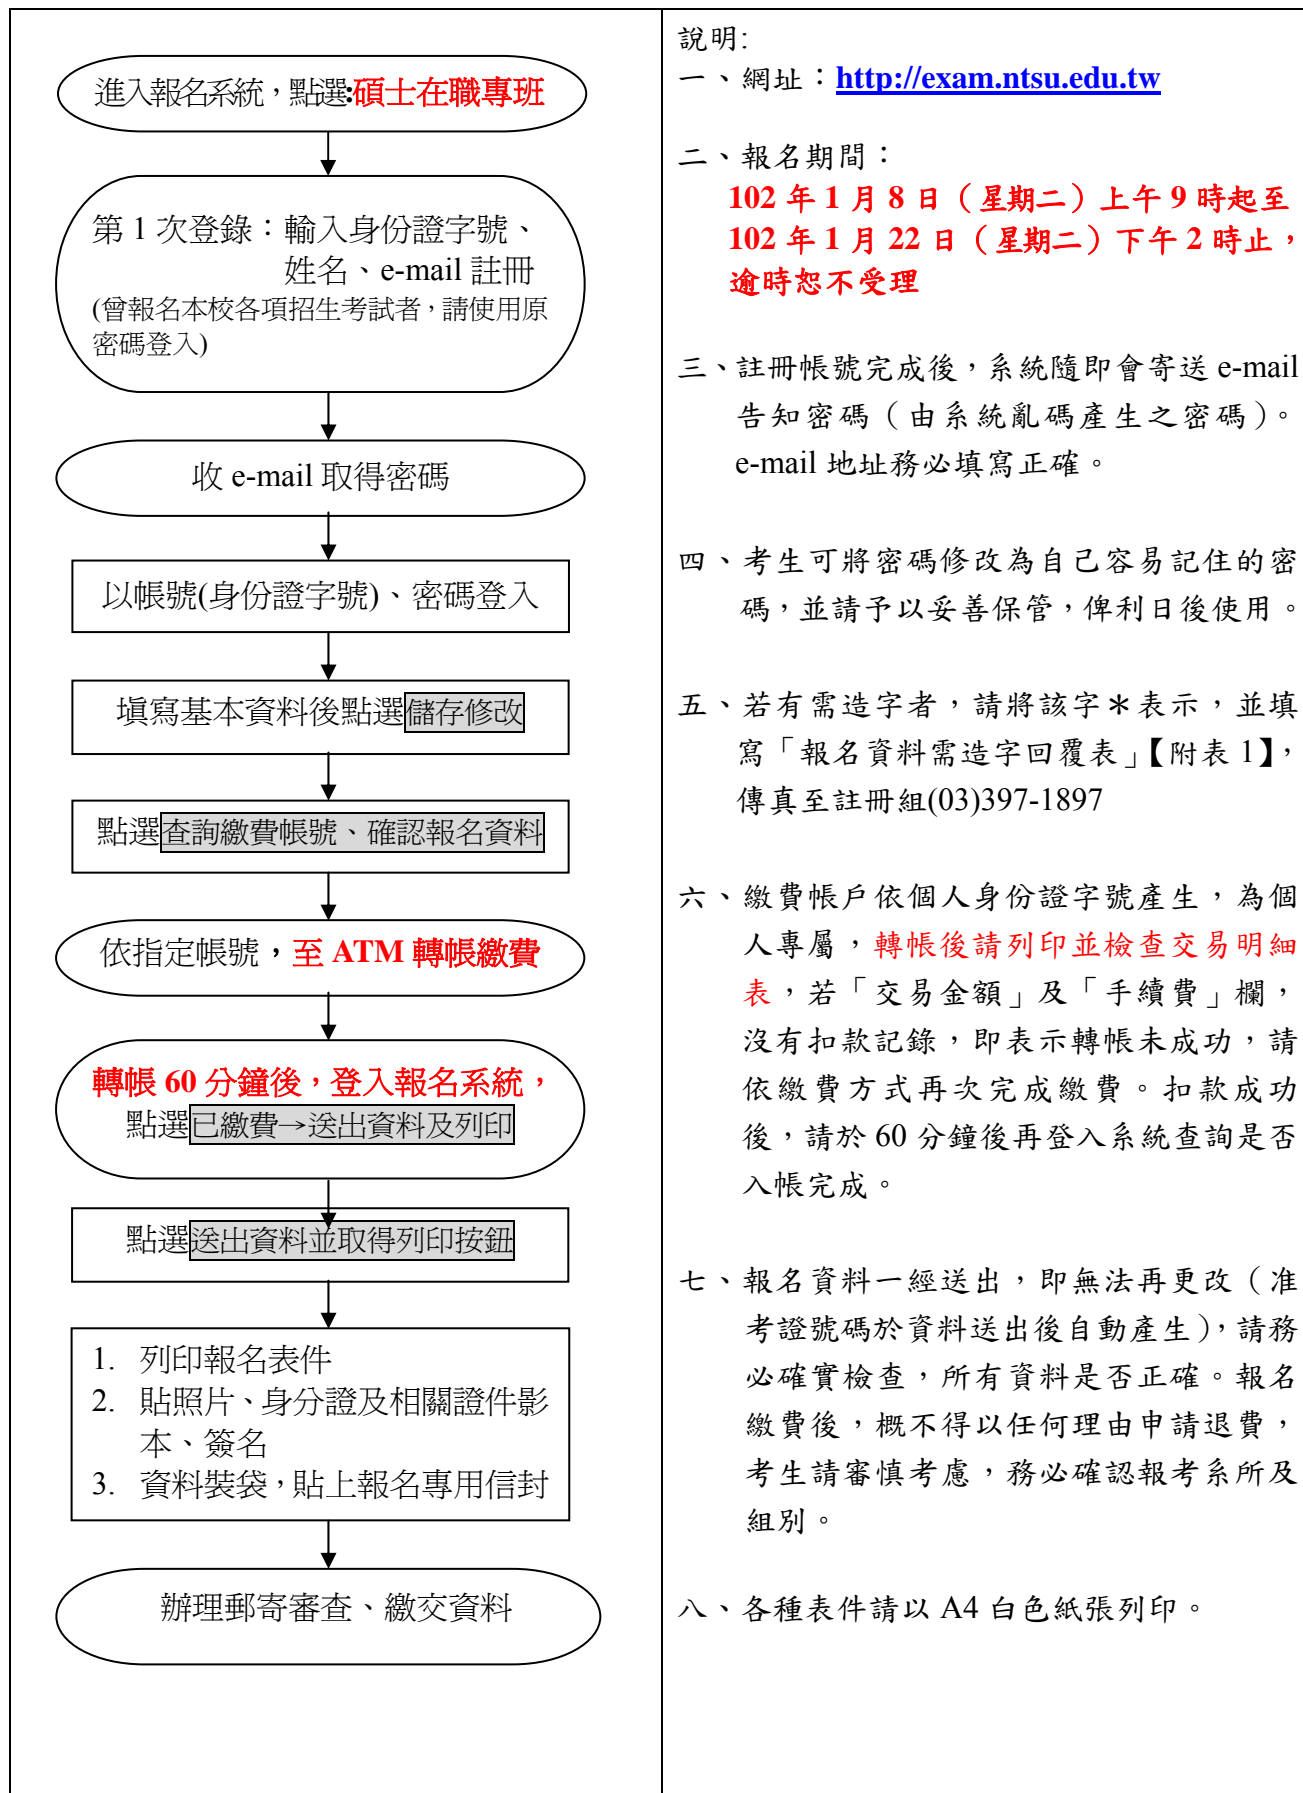 進入報名系統，點選:碩士在職專班
第 1 次登錄：輸入身份證字號、
姓名、e-mail 註冊
(曾報名本校各項招生考試者，請使用原
密碼登入)
收 e-mail 取得密碼
以帳號(身份證字號)、密碼登入
填寫基本資料後點選儲存修改
點選查詢繳費帳號、確認報名資料
依指定帳號，至 ATM 轉帳繳費
轉帳 60 分鐘後，登入報名系統，
點選已繳費→送出資料及列印
點選送出資料並取得列印按鈕
1. 列印報名表件
2. 貼照片、身分證及相關證件影
本、簽名
3. 資料裝袋，貼上報名專用信封
辦理郵寄審查、繳交資料
說明:
一、網址：http://exam.ntsu.edu.tw
二、報名期間：
102 年 1 月 8 日（星期二）上午 9 時起至
102 年 1 月 22 日（星期二）下午 2 時止，
逾時恕不受理
三、註冊帳號完成後，系統隨即會寄送 e-mail
告知密碼（由系統亂碼產生之密碼）。
e-mail 地址務必填寫正確。
四、考生可將密碼修改為自己容易記住的密
碼，並請予以妥善保管，俾利日後使用。
五、若有需造字者，請將該字＊表示，並填
寫「報名資料需造字回覆表」【附表 1】，
傳真至註冊組(03)397-1897
六、繳費帳戶依個人身份證字號產生，為個
人專屬，轉帳後請列印並檢查交易明細
表，若「交易金額」及「手續費」欄，
沒有扣款記錄，即表示轉帳未成功，請
依繳費方式再次完成繳費。扣款成功
後，請於 60 分鐘後再登入系統查詢是否
入帳完成。
七、報名資料一經送出，即無法再更改（准
考證號碼於資料送出後自動產生），請務
必確實檢查，所有資料是否正確。報名
繳費後，概不得以任何理由申請退費，
考生請審慎考慮，務必確認報考系所及
組別。
八、各種表件請以 A4 白色紙張列印。